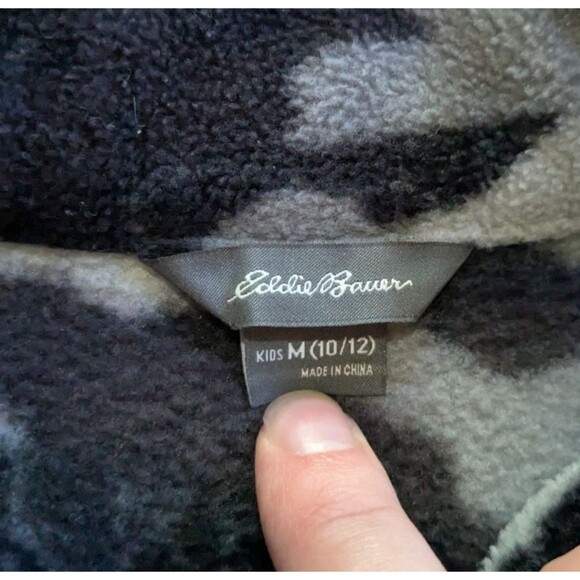 Eddie Bauer
KIDS M (10/12)
MADE IN CHINA